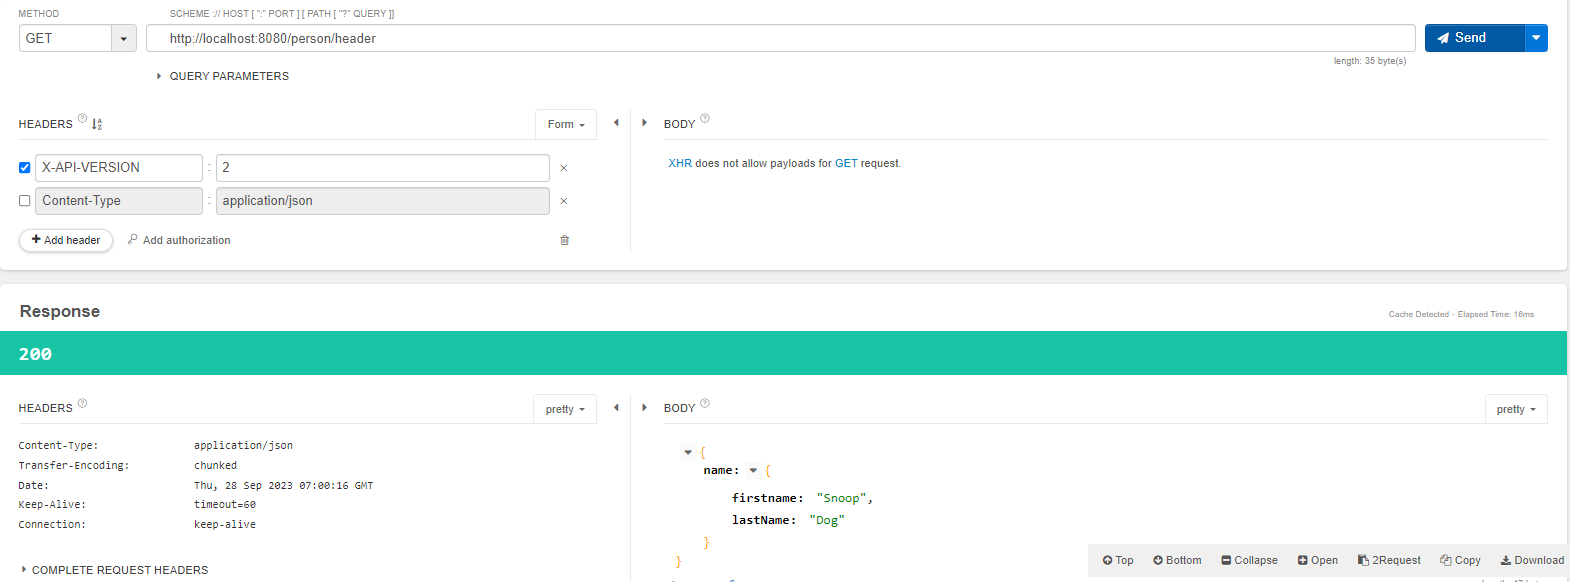 METHOD
SCHEME :// HOST [ ":" PORT ] [ PATH [ "?" QUERY ]]
GET
http://localhost:8080/person/header
Send
length: 35 byte(s)
QUERY PARAMETERS
HEADERS ?
Form
BODY ?
X-API-VERSION : 2 ×
XHR does not allow payloads for GET request.
Content-Type : application/json ×
+ Add header
Add authorization
Response
Cache Detected - Elapsed Time: 16ms
200
HEADERS ?
pretty
BODY ?
pretty
Content-Type: application/json
Transfer-Encoding: chunked
Date: Thu, 28 Sep 2023 07:00:16 GMT
Keep-Alive: timeout=60
Connection: keep-alive
{
name: {
firstname: "Snoop",
lastName: "Dog"
}
}
COMPLETE REQUEST HEADERS
Top
Bottom
Collapse
Open
2Request
Copy
Download